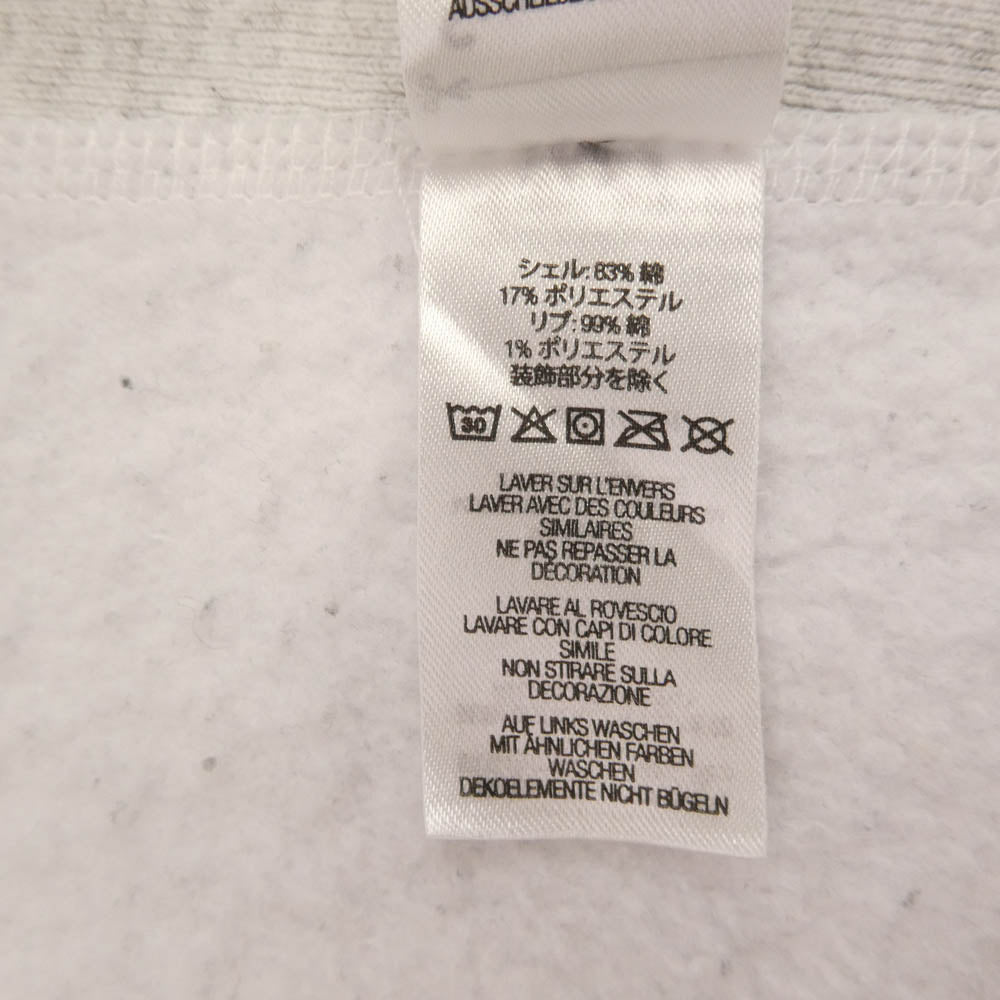 シェル: 83% 綿
17% ポリエステル
リブ: 99% 綿
1% ポリエステル
装飾部分を除く
30
LAVER SUR L'ENVERS
LAVER AVEC DES COULEURS
SIMILAIRES
NE PAS REPASSER LA
DÉCORATION
LAVARE AL ROVESCIO
LAVARE CON CAPI DI COLORE
SIMILE
NON STIRARE SULLA
DECORAZIONE
AUF LINKS WASCHEN
MIT ÄHNLICHEN FARBEN
WASCHEN
DEKOELEMENTE NICHT BÜGELN